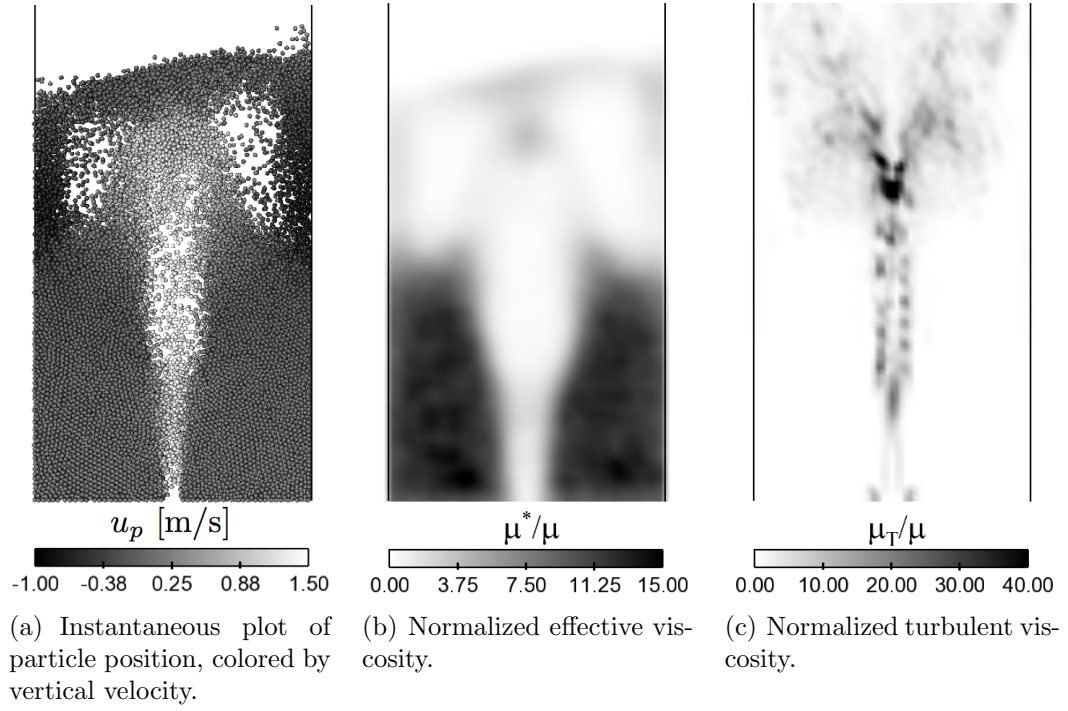 u_p [m/s]
-1.00 -0.38 0.25 0.88 1.50
(a) Instantaneous plot of
particle position, colored by
vertical velocity.
μ*/μ
0.00 3.75 7.50 11.25 15.00
(b) Normalized effective vis-
cosity.
μ_T/μ
0.00 10.00 20.00 30.00 40.00
(c) Normalized turbulent vis-
cosity.